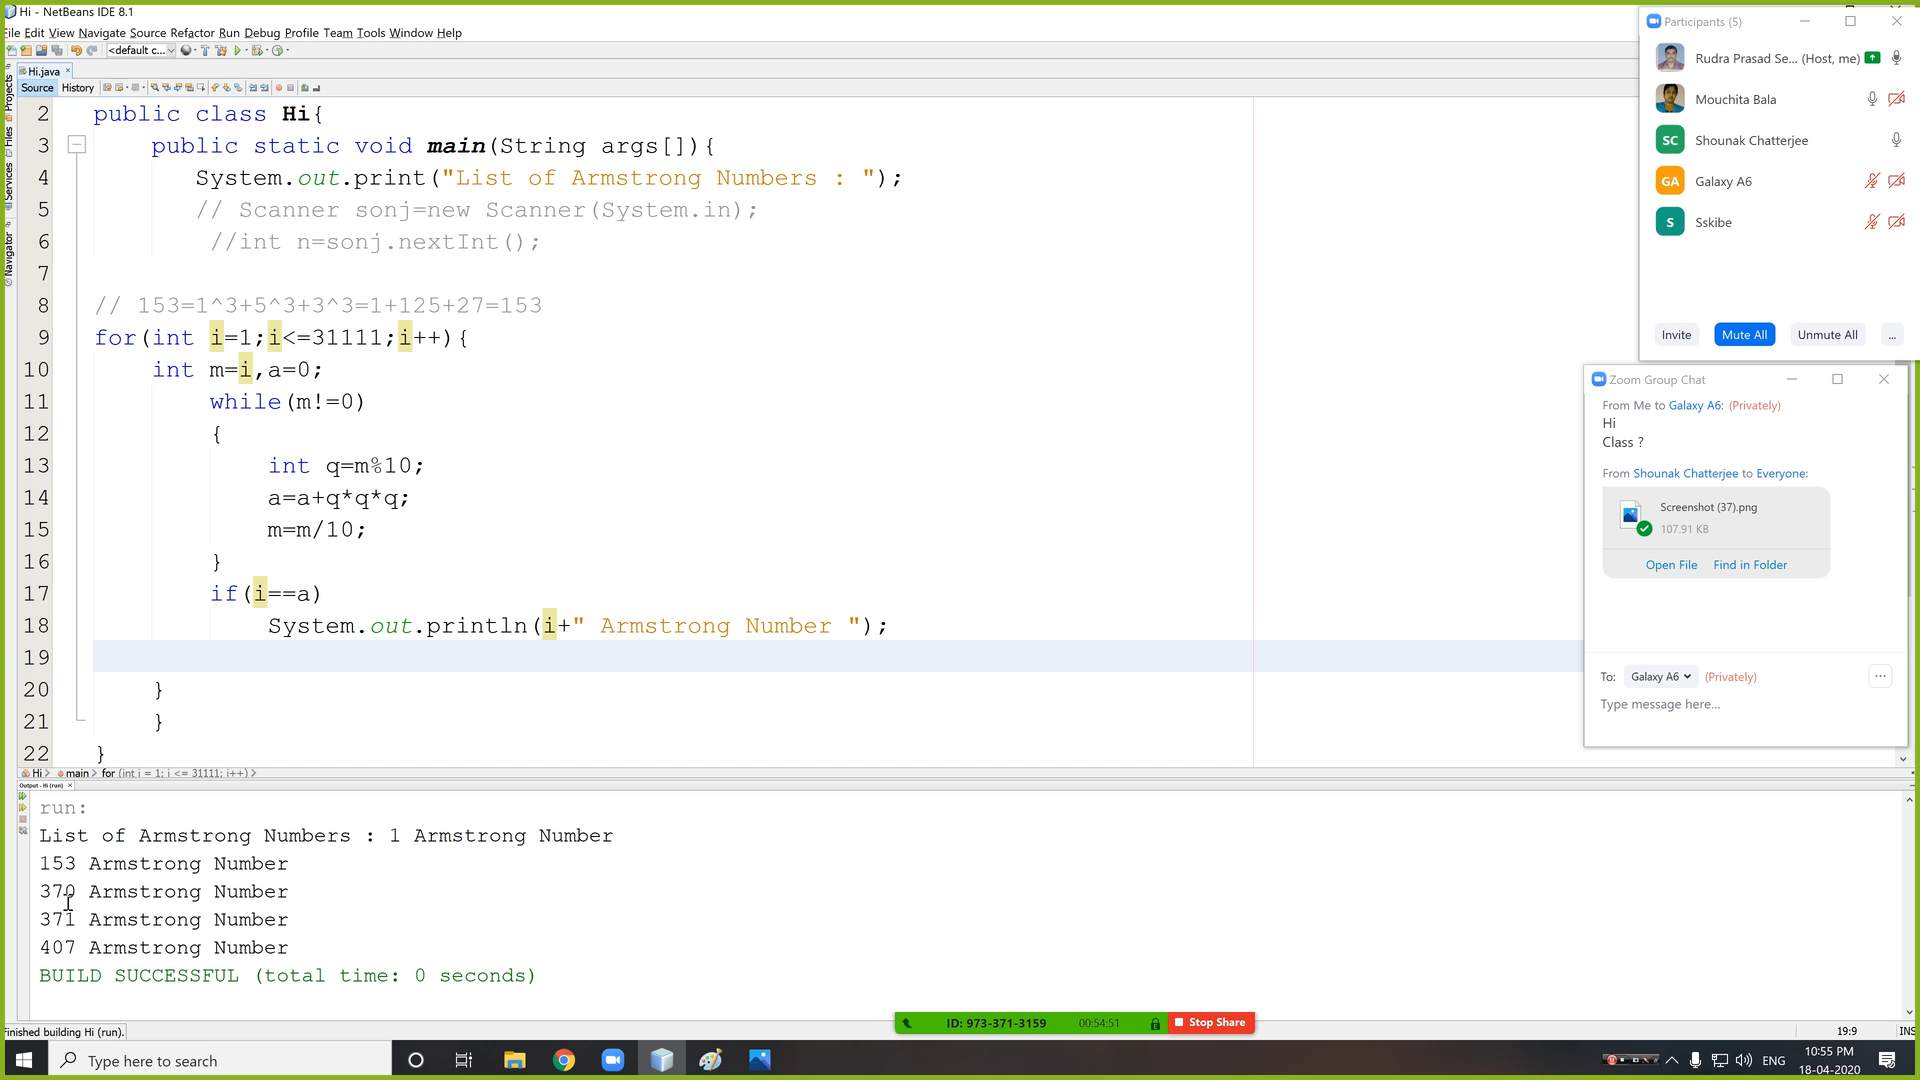 Hi - NetBeans IDE 8.1
File Edit View Navigate Source Refactor Run Debug Profile Team Tools Window Help
<default c...
Hi.java
Source History
Projects
Files
Services
Navigator
2 public class Hi{
3 public static void main(String args[]){
4 System.out.print("List of Armstrong Numbers : ");
5 // Scanner sonj=new Scanner(System.in);
6 //int n=sonj.nextInt();
7
8 // 153=1^3+5^3+3^3=1+125+27=153
9 for(int i=1;i<=31111;i++){
10 int m=i,a=0;
11 while(m!=0)
12 {
13 int q=m%10;
14 a=a+q*q*q;
15 m=m/10;
16 }
17 if(i==a)
18 System.out.println(i+" Armstrong Number ");
19
20 }
21 }
22 }
Hi > main > for (int i = 1; i <= 31111; i++) >
Output - Hi (run)
run:
List of Armstrong Numbers : 1 Armstrong Number
153 Armstrong Number
370 Armstrong Number
371 Armstrong Number
407 Armstrong Number
BUILD SUCCESSFUL (total time: 0 seconds)
Finished building Hi (run).
19:9 INS
Participants (5)
Rudra Prasad Se... (Host, me)
Mouchita Bala
SC Shounak Chatterjee
GA Galaxy A6
S Sskibe
Invite Mute All Unmute All ...
Zoom Group Chat
From Me to Galaxy A6: (Privately)
Hi
Class ?
From Shounak Chatterjee to Everyone:
Screenshot (37).png
107.91 KB
Open File Find in Folder
To: Galaxy A6 (Privately) ...
Type message here...
ID: 973-371-3159 00:54:51 Stop Share
Type here to search
ENG
10:55 PM
18-04-2020